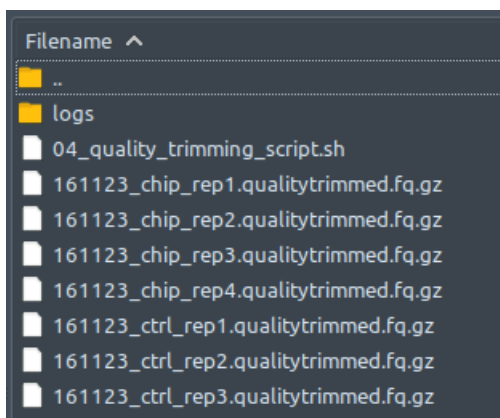 Filename
..
logs
04_quality_trimming_script.sh
161123_chip_rep1.qualitytrimmed.fq.gz
161123_chip_rep2.qualitytrimmed.fq.gz
161123_chip_rep3.qualitytrimmed.fq.gz
161123_chip_rep4.qualitytrimmed.fq.gz
161123_ctrl_rep1.qualitytrimmed.fq.gz
161123_ctrl_rep2.qualitytrimmed.fq.gz
161123_ctrl_rep3.qualitytrimmed.fq.gz